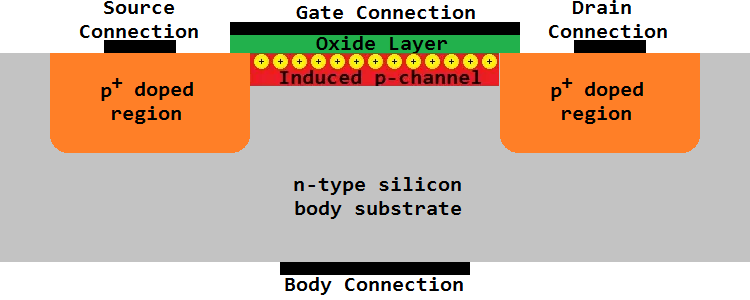 Source
Connection
Gate Connection
Drain
Connection
Oxide Layer
+ + + + + + + + + + + + +
Induced p-channel
p+ doped
region
p+ doped
region
n-type silicon
body substrate
Body Connection